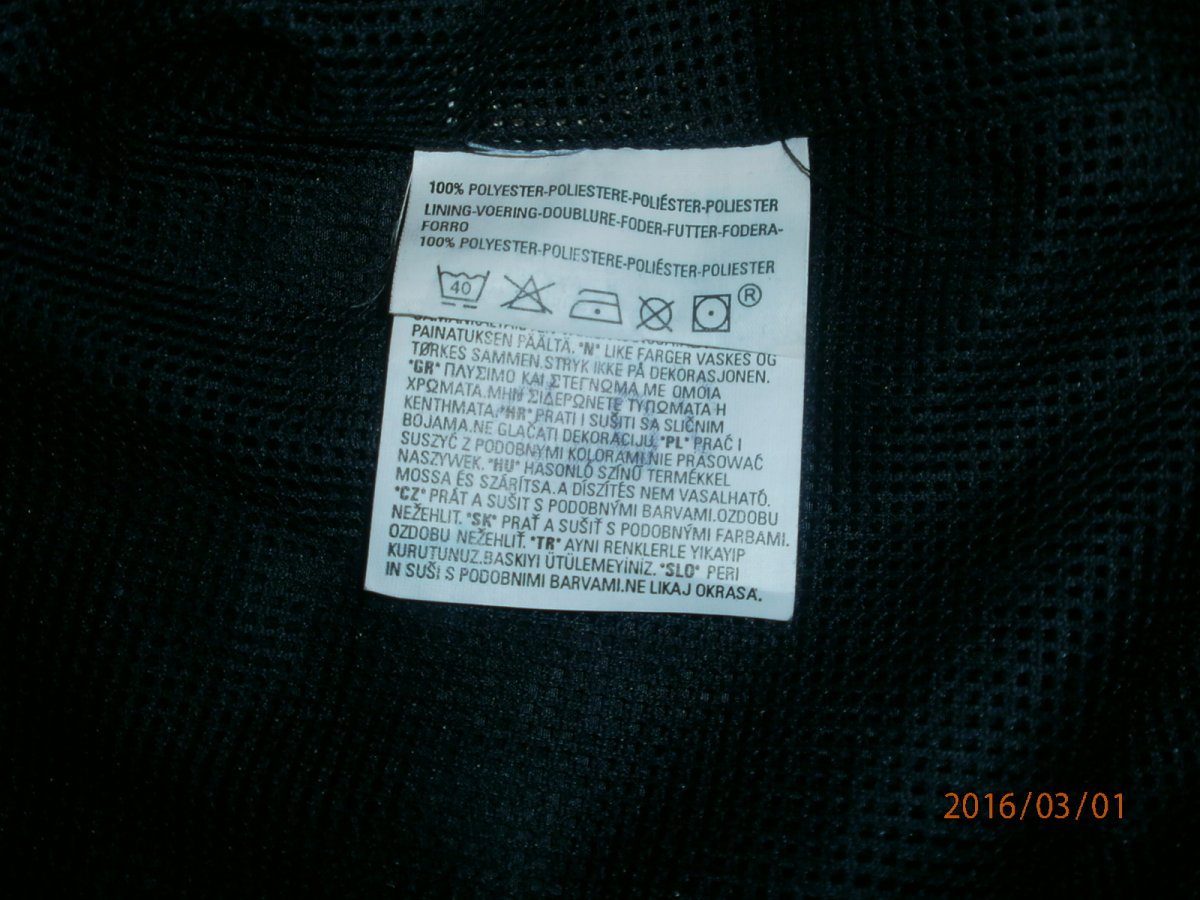 100% POLYESTER-POLIESTERE-POLIÉSTER-POLIESTER
LINING-VOERING-DOUBLURE-FODER-FUTTER-FODERA-
FORRO
100% POLYESTER-POLIESTERE-POLIÉSTER-POLIESTER
40 ®
PAINATUKSEN PÄÄLTÄ. *N* LIKE FARGER VASKES OG
TØRKES SAMMEN.STRYK IKKE PÅ DEKORASJONEN.
*GR* ΠΛΥΣΙΜΟ ΚΑΙ ΣΤΕΓΝΩΜΑ ΜΕ ΟΜΟΙΑ
ΧΡΩΜΑΤΑ.ΜΗΝ ΣΙΔΕΡΩΝΕΤΕ ΤΥΠΩΜΑΤΑ Η
ΚΕΝΤΗΜΑΤΑ.*HR* PRATI I SUŠITI SA SLIČNIM
BOJAMA.NE GLAČATI DEKORACIJU. *PL* PRAĆ I
SUSZYĆ Z PODOBNYMI KOLORAMI.NIE PRASOWAĆ
NASZYWEK. *HU* HASONLÓ SZÍNŰ TERMÉKKEL
MOSSA ÉS SZÁRÍTSA.A DÍSZÍTÉS NEM VASALHATÓ.
*CZ* PRÁT A SUŠIT S PODOBNÝMI BARVAMI.OZDOBU
NEŽEHLIT. *SK* PRAŤ A SUŠIŤ S PODOBNÝMI FARBAMI.
OZDOBU NEŽEHLIŤ. *TR* AYNI RENKLERLE YIKAYIP
KURUTUNUZ.BASKIYI ÜTÜLEMEYİNİZ. *SLO* PERI
IN SUŠI S PODOBNIMI BARVAMI.NE LIKAJ OKRASA.
2016/03/01